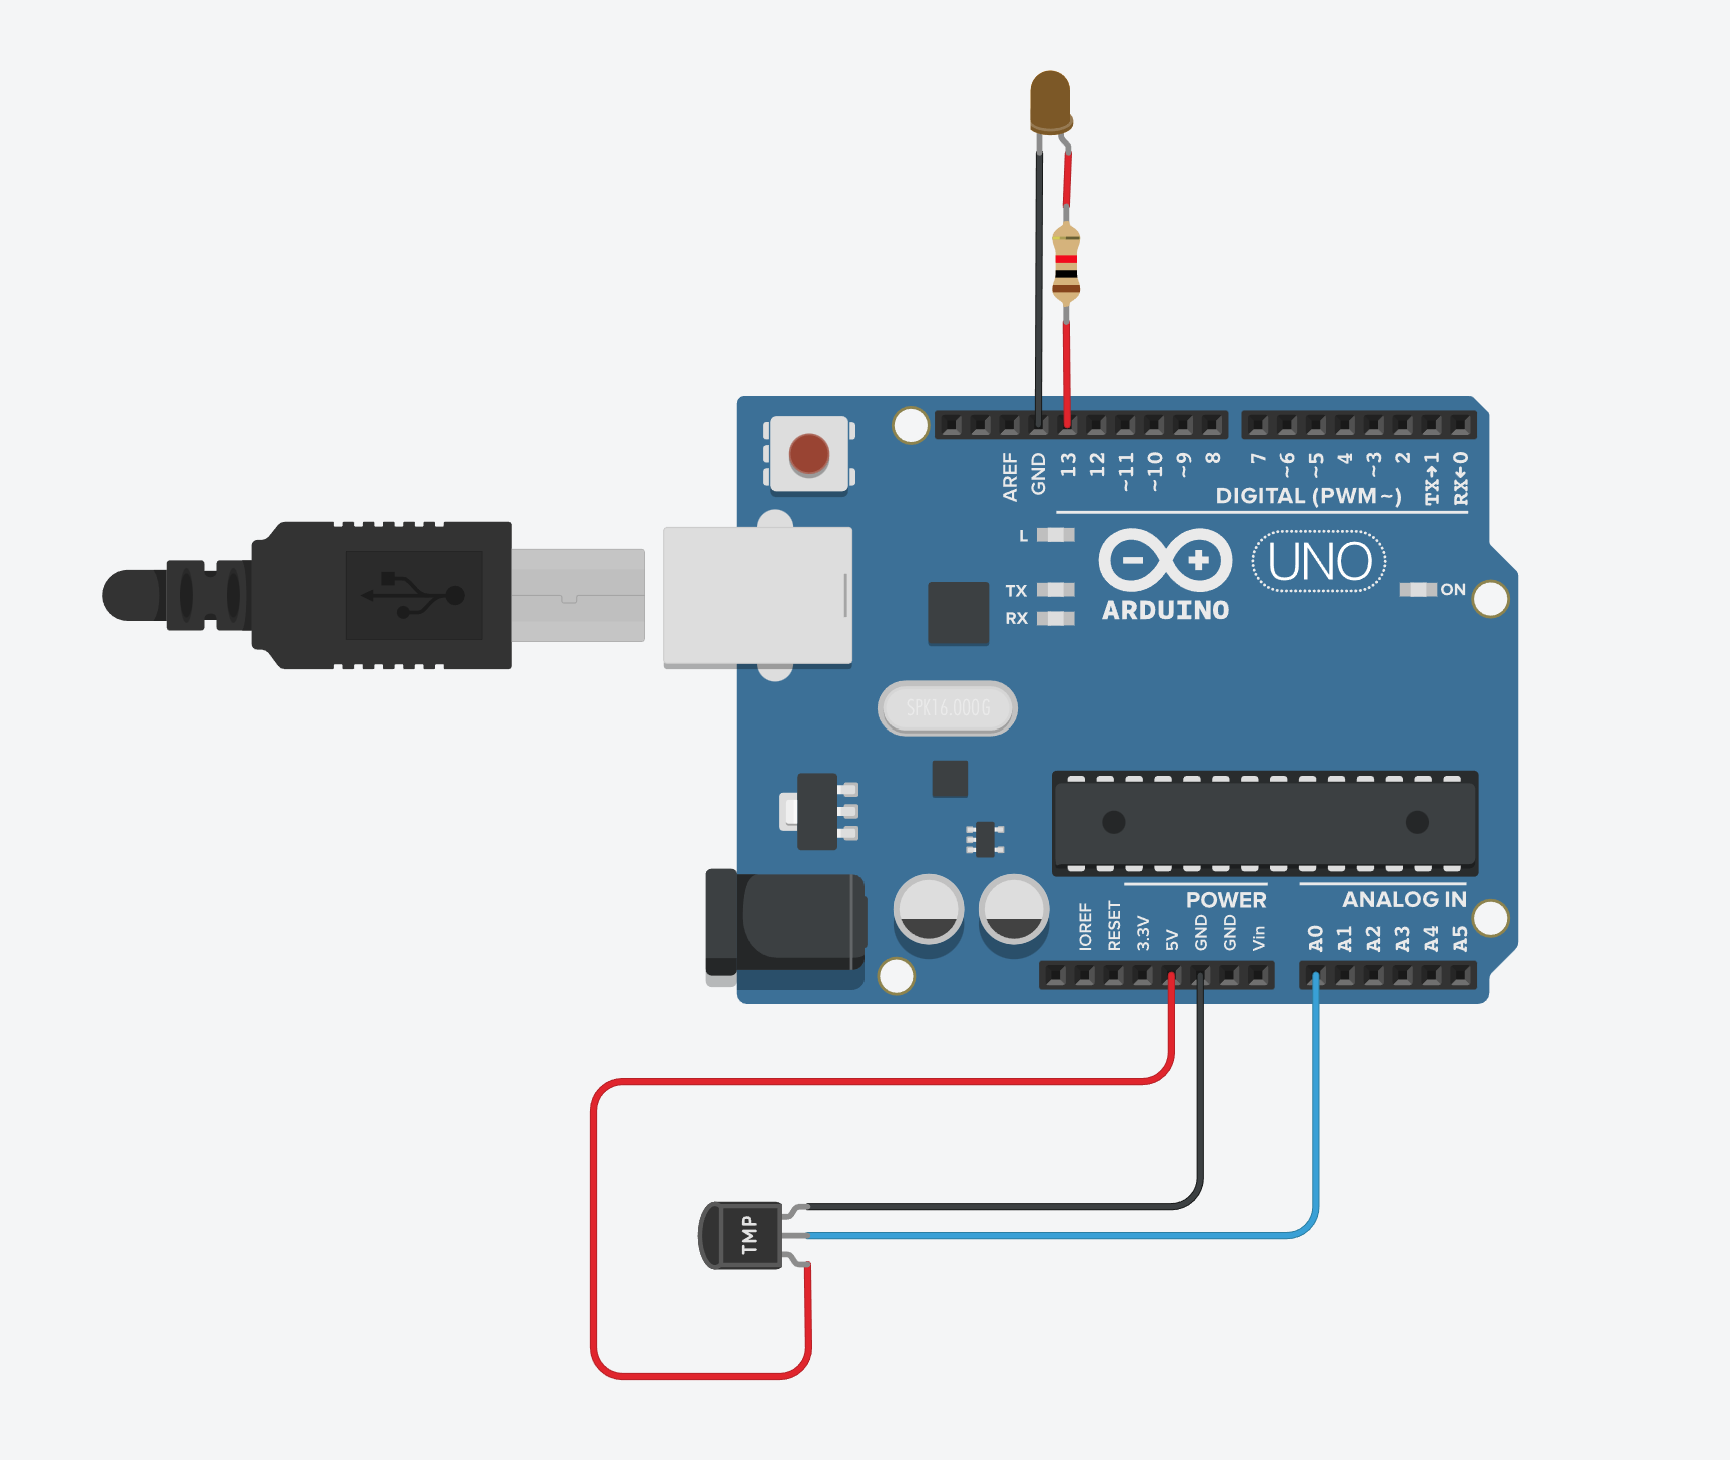 AREF
GND
13
12
~11
~10
~9
8
7
~6
~5
4
~3
2
TX→1
RX←0
DIGITAL (PWM~)
L
TX
RX
ARDUINO
UNO
ON
SPK16.000G
POWER
ANALOG IN
IOREF
RESET
3.3V
5V
GND
GND
Vin
A0
A1
A2
A3
A4
A5
TMP